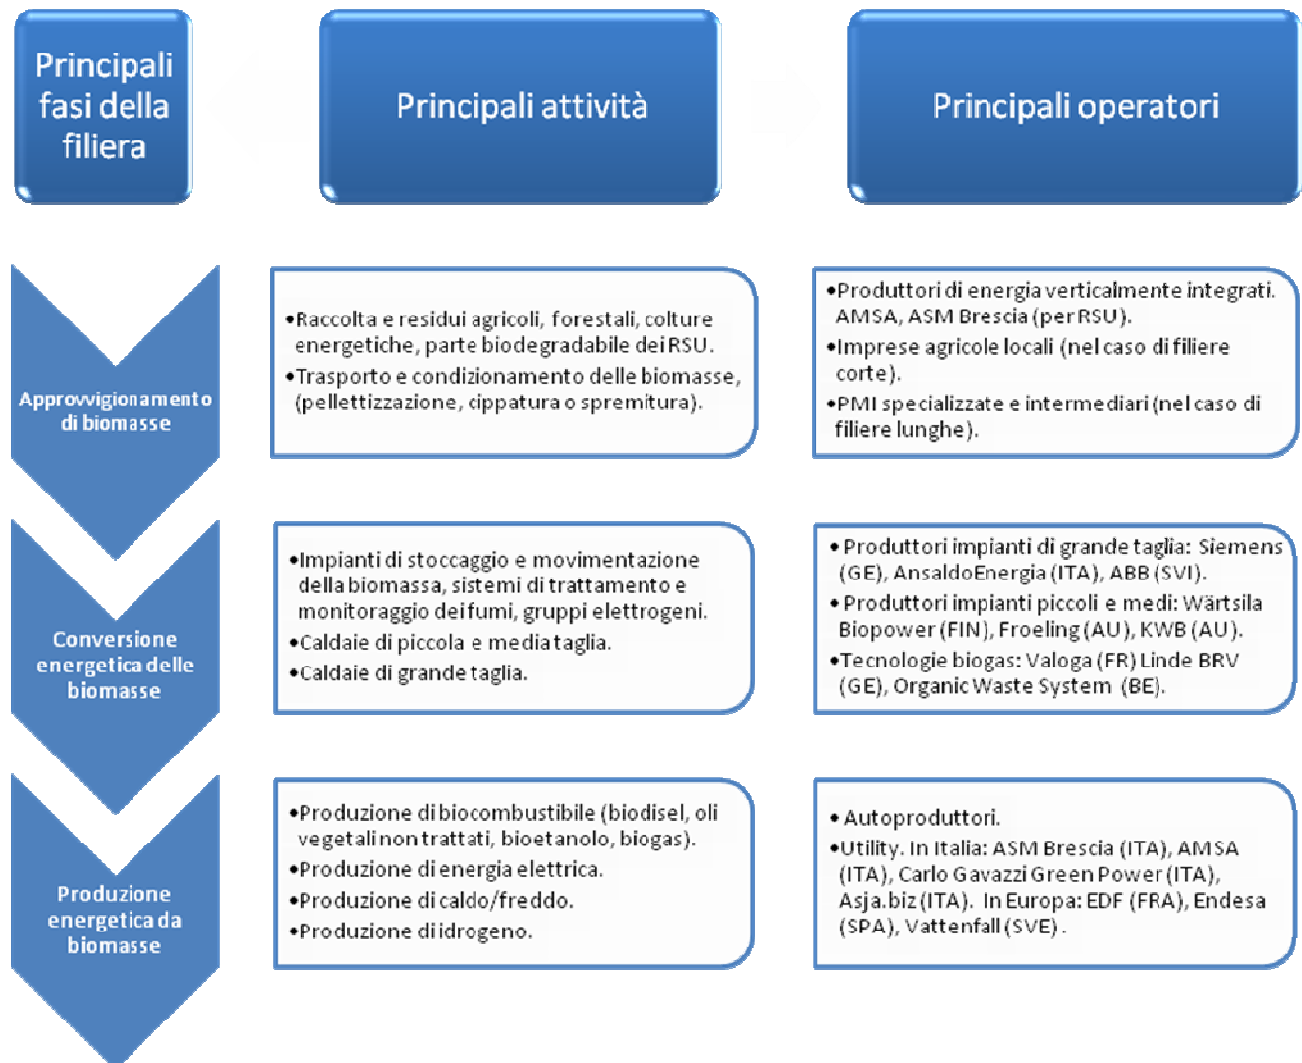 Principali
fasi della
filiera
Principali attività
Principali operatori
Approvvigionamento
di biomasse
•Raccolta e residui agricoli, forestali, colture
energetiche, parte biodegradabile dei RSU.
•Trasporto e condizionamento delle biomasse,
(pellettizzazione, cippatura o spremitura).
•Produttori di energia verticalmente integrati.
AMSA, ASM Brescia (per RSU).
•Imprese agricole locali (nel caso di filiere
corte).
•PMI specializzate e intermediari (nel caso di
filiere lunghe).
Conversione
energetica delle
biomasse
•Impianti di stoccaggio e movimentazione
della biomassa, sistemi di trattamento e
monitoraggio dei fumi, gruppi elettrogeni.
•Caldaie di piccola e media taglia.
•Caldaie di grande taglia.
• Produttori impianti di grande taglia: Siemens
(GE), AnsaldoEnergia (ITA), ABB (SVI).
•Produttori impianti piccoli e medi: Wärtsila
Biopower (FIN), Froeling (AU), KWB (AU).
•Tecnologie biogas: Valoga (FR) Linde BRV
(GE), Organic Waste System (BE).
Produzione
energetica da
biomasse
•Produzione di biocombustibile (biodisel, oli
vegetali non trattati, bioetanolo, biogas).
•Produzione di energia elettrica.
•Produzione di caldo/freddo.
•Produzione di idrogeno.
• Autoproduttori.
•Utility. In Italia: ASM Brescia (ITA), AMSA
(ITA), Carlo Gavazzi Green Power (ITA),
Asja.biz (ITA). In Europa: EDF (FRA), Endesa
(SPA), Vattenfall (SVE).